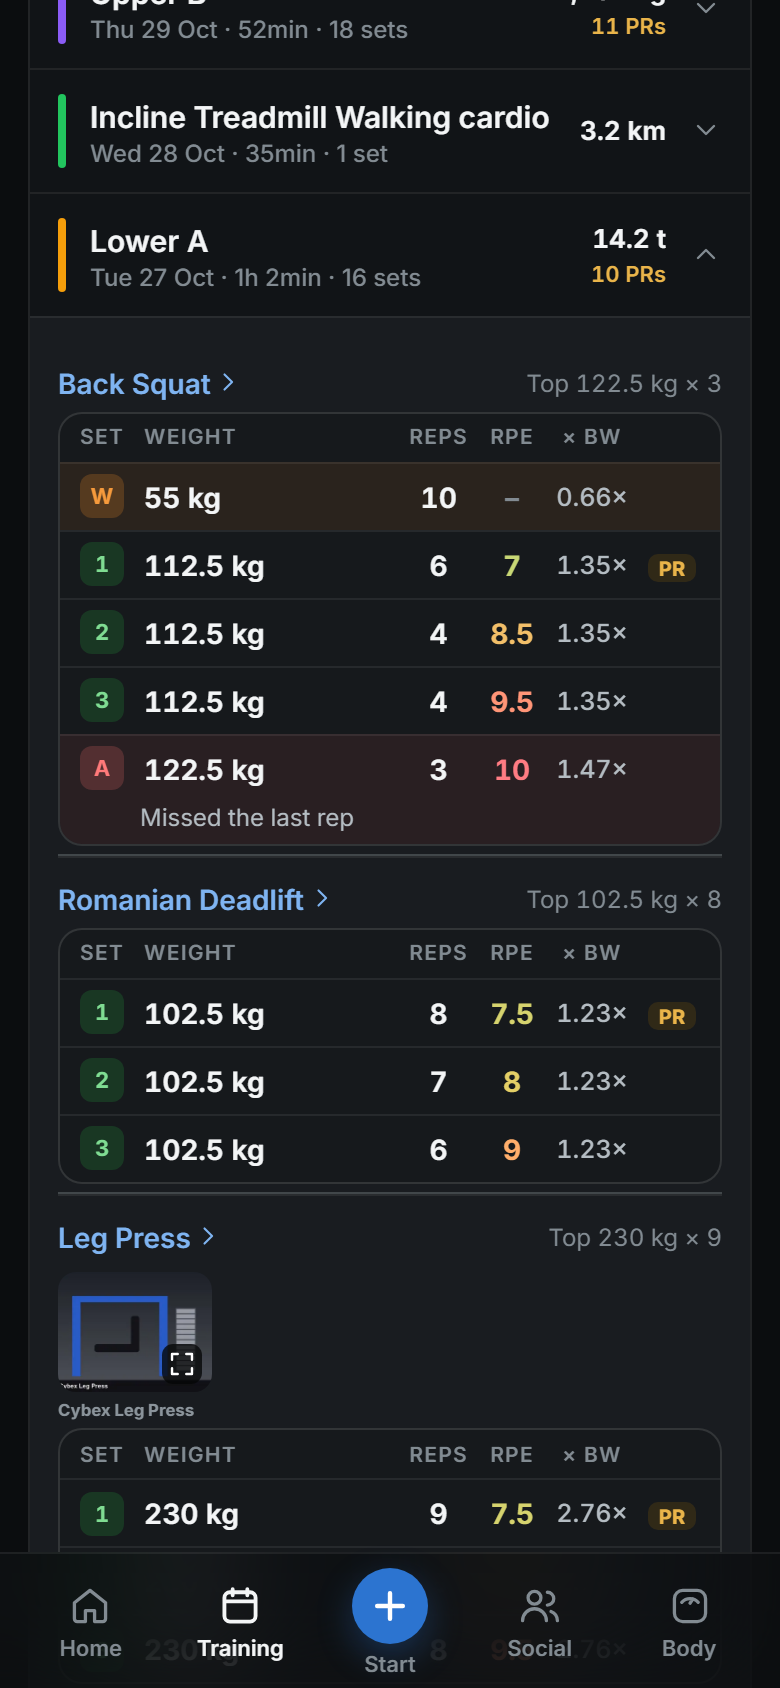 Upper B
Thu 29 Oct · 52min · 18 sets
11 PRs
Incline Treadmill Walking cardio
3.2 km
Wed 28 Oct · 35min · 1 set
Lower A
14.2 t
Tue 27 Oct · 1h 2min · 16 sets
10 PRs
Back Squat
Top 122.5 kg × 3
SET WEIGHT REPS RPE × BW
W 55 kg 10 – 0.66×
1 112.5 kg 6 7 1.35× PR
2 112.5 kg 4 8.5 1.35×
3 112.5 kg 4 9.5 1.35×
A 122.5 kg 3 10 1.47×
Missed the last rep
Romanian Deadlift
Top 102.5 kg × 8
SET WEIGHT REPS RPE × BW
1 102.5 kg 8 7.5 1.23× PR
2 102.5 kg 7 8 1.23×
3 102.5 kg 6 9 1.23×
Leg Press
Top 230 kg × 9
Cybex Leg Press
SET WEIGHT REPS RPE × BW
1 230 kg 9 7.5 2.76× PR
Home
Training
Start
Social
Body